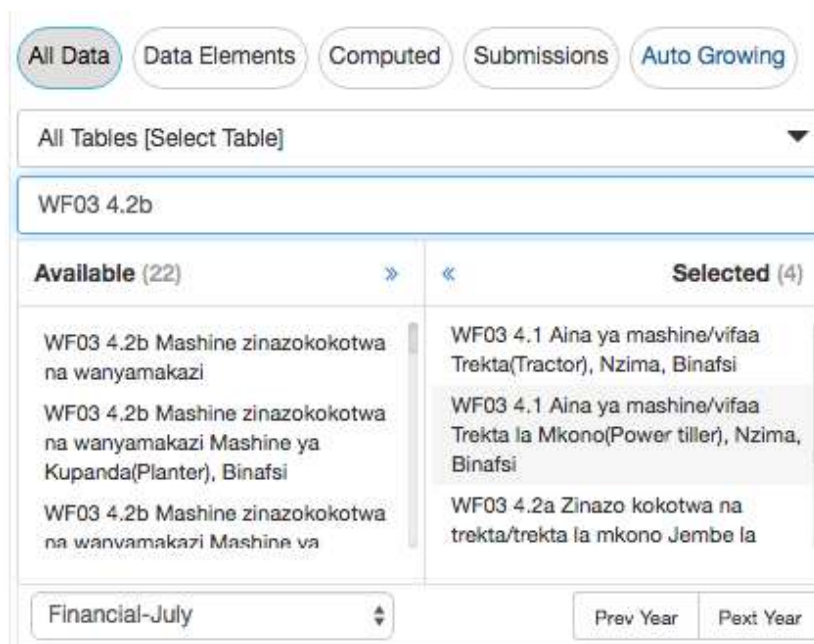 All Data Data Elements Computed Submissions Auto Growing
All Tables [Select Table]
WF03 4.2b
Available (22) » « Selected (4)
WF03 4.2b Mashine zinazokokotwa
na wanyamakazi
WF03 4.2b Mashine zinazokokotwa
na wanyamakazi Mashine ya
Kupanda(Planter), Binafsi
WF03 4.2b Mashine zinazokokotwa
na wanyamakazi Mashine ya
WF03 4.1 Aina ya mashine/vifaa
Trekta(Tractor), Nzima, Binafsi
WF03 4.1 Aina ya mashine/vifaa
Trekta la Mkono(Power tiller), Nzima,
Binafsi
WF03 4.2a Zinazo kokotwa na
trekta/trekta la mkono Jembe la
Financial-July Prev Year Pext Year